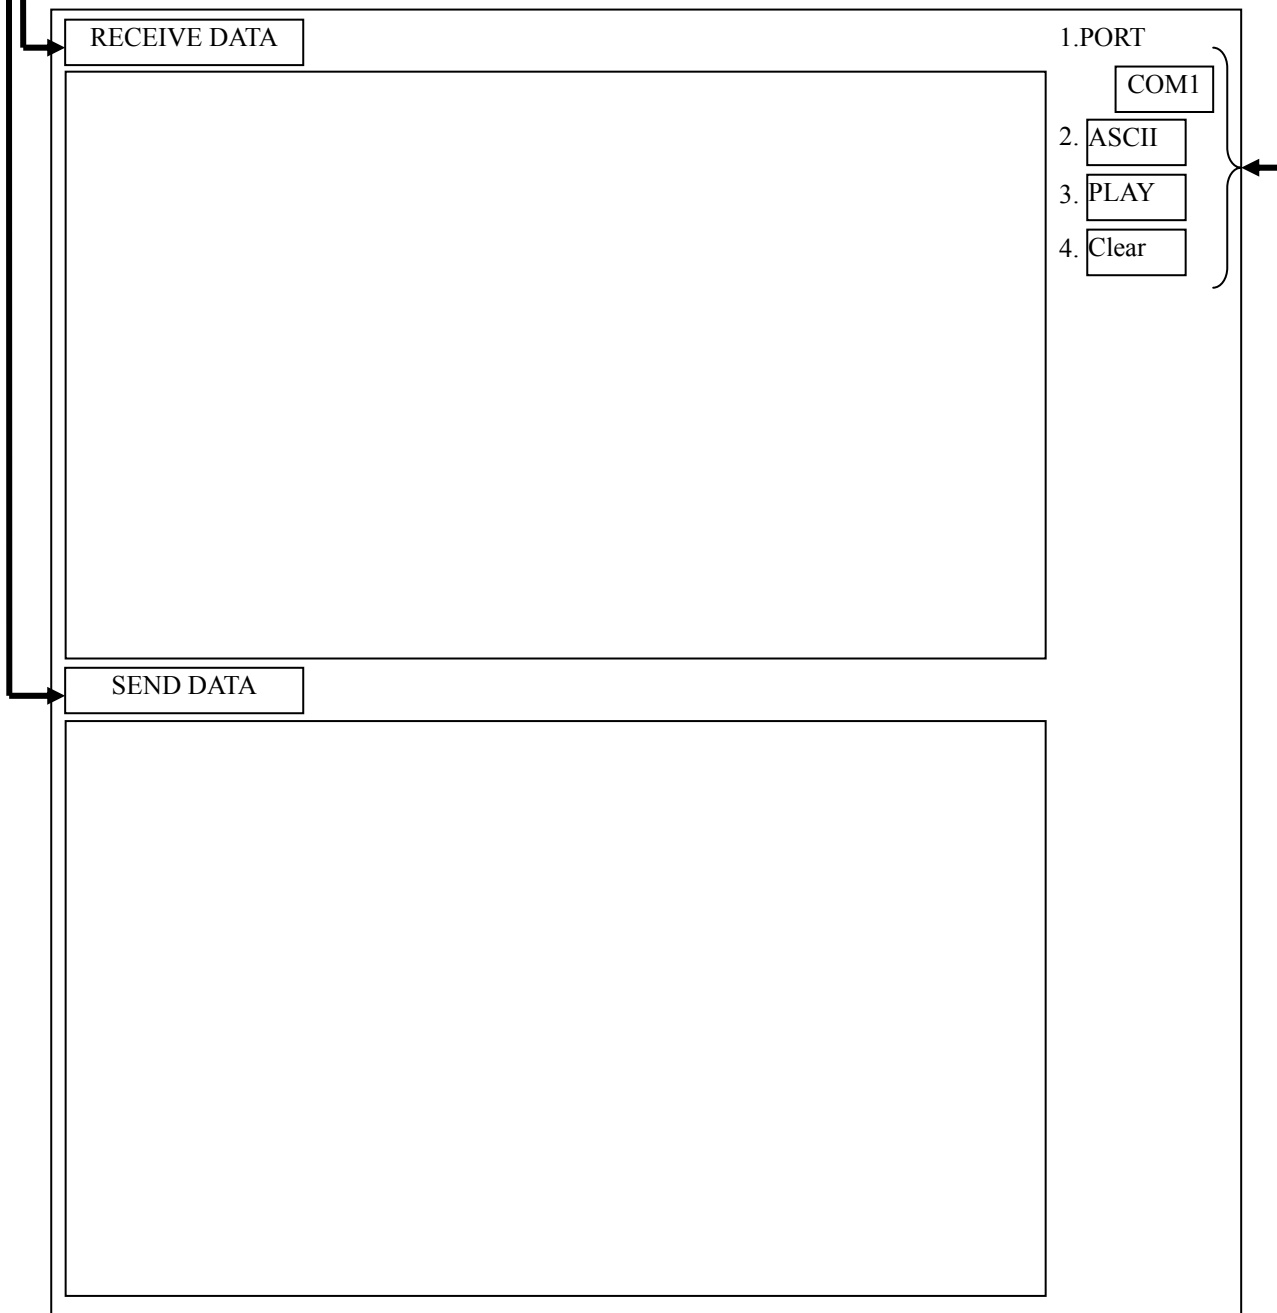 RECEIVE DATA
1.PORT
COM1
2. ASCII
3. PLAY
4. Clear
SEND DATA